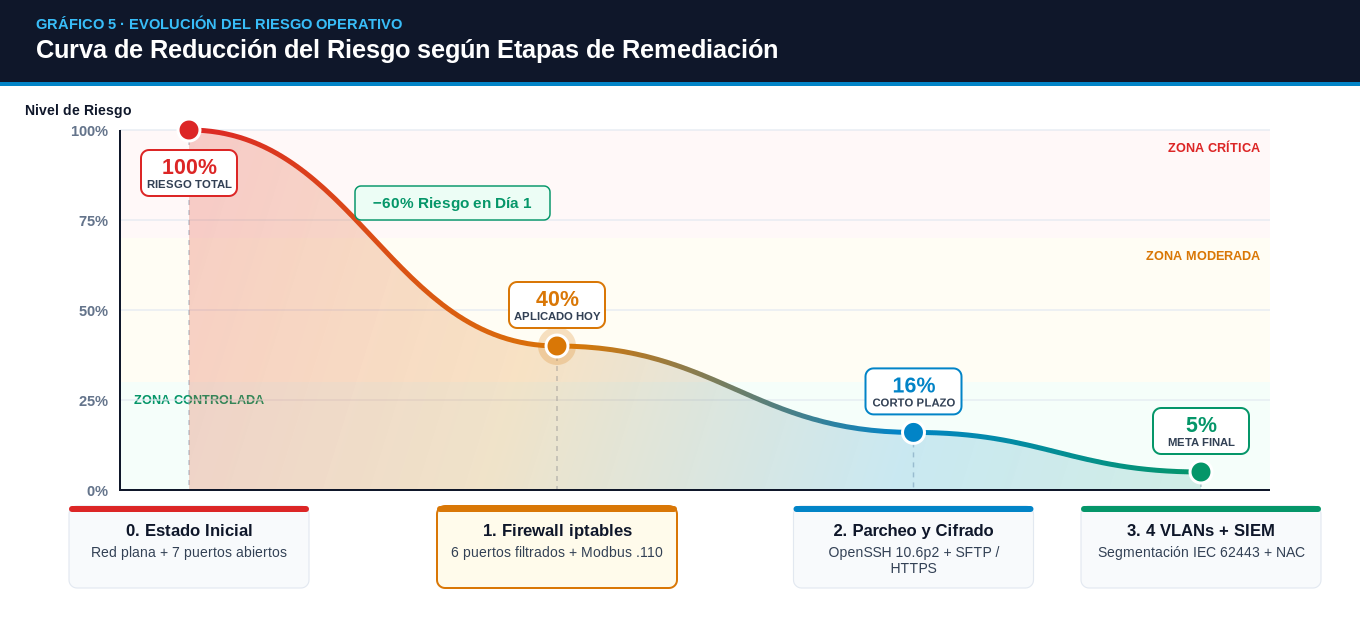 GRÁFICO 5 · EVOLUCIÓN DEL RIESGO OPERATIVO
Curva de Reducción del Riesgo según Etapas de Remediación
Nivel de Riesgo
100%
ZONA CRÍTICA
100%
RIESGO TOTAL
−60% Riesgo en Día 1
75%
ZONA MODERADA
40%
APLICADO HOY
50%
16%
CORTO PLAZO
25%
ZONA CONTROLADA
5%
META FINAL
0%
0. Estado Inicial
Red plana + 7 puertos abiertos
1. Firewall iptables
6 puertos filtrados + Modbus .110
2. Parcheo y Cifrado
OpenSSH 10.6p2 + SFTP /
HTTPS
3. 4 VLANs + SIEM
Segmentación IEC 62443 + NAC